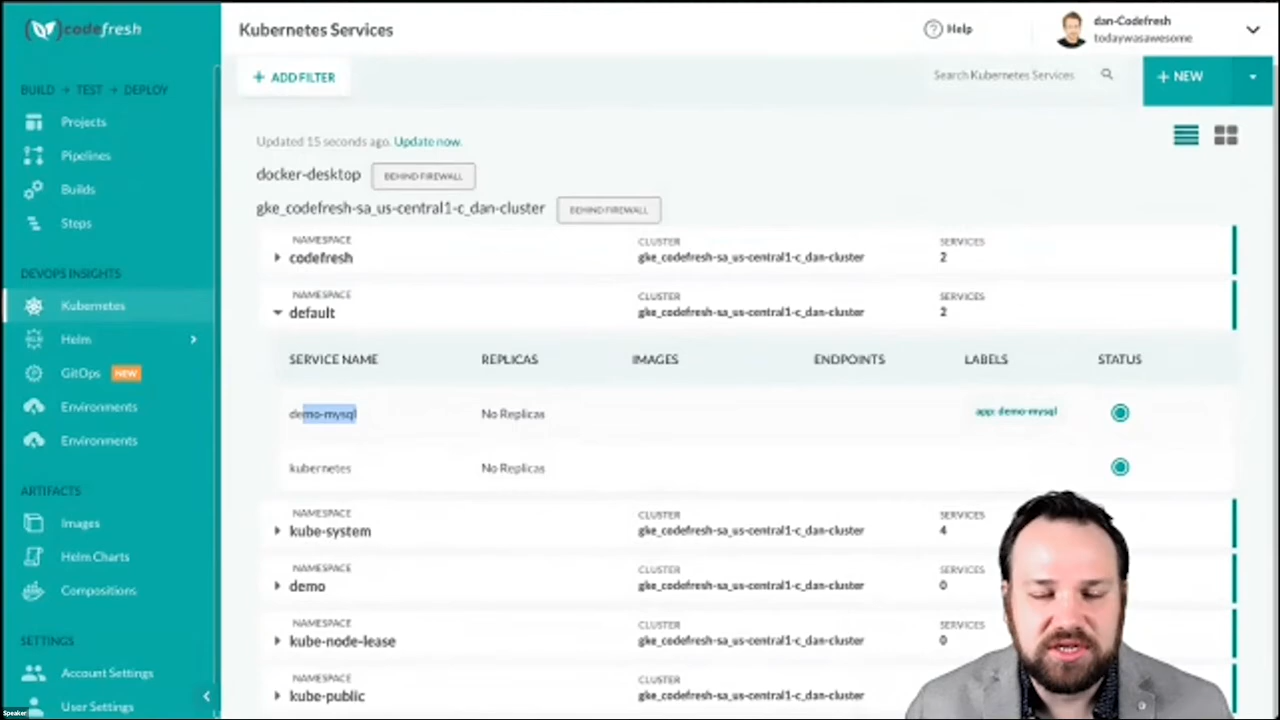 codefresh
Kubernetes Services
Help
dan-Codefresh
todaywasawesome
BUILD → TEST → DEPLOY
Projects
Pipelines
Builds
Steps
DEVOPS INSIGHTS
Kubernetes
Helm
GitOps NEW
Environments
Environments
ARTIFACTS
Images
Helm Charts
Compositions
SETTINGS
Account Settings
User Settings
Speaker
+ ADD FILTER
Search Kubernetes Services
+ NEW
Updated 15 seconds ago. Update now.
docker-desktop BEHIND FIREWALL
gke_codefresh-sa_us-central1-c_dan-cluster BEHIND FIREWALL
NAMESPACE CLUSTER SERVICES
codefresh gke_codefresh-sa_us-central1-c_dan-cluster 2
NAMESPACE CLUSTER SERVICES
default gke_codefresh-sa_us-central1-c_dan-cluster 2
SERVICE NAME REPLICAS IMAGES ENDPOINTS LABELS STATUS
demo-mysql No Replicas app: demo-mysql
kubernetes No Replicas
NAMESPACE CLUSTER SERVICES
kube-system gke_codefresh-sa_us-central1-c_dan-cluster 4
NAMESPACE CLUSTER SERVICES
demo gke_codefresh-sa_us-central1-c_dan-cluster 0
NAMESPACE CLUSTER SERVICES
kube-node-lease gke_codefresh-sa_us-central1-c_dan-cluster 0
NAMESPACE CLUSTER
kube-public gke_codefresh-sa_us-central1-c_dan-cluster